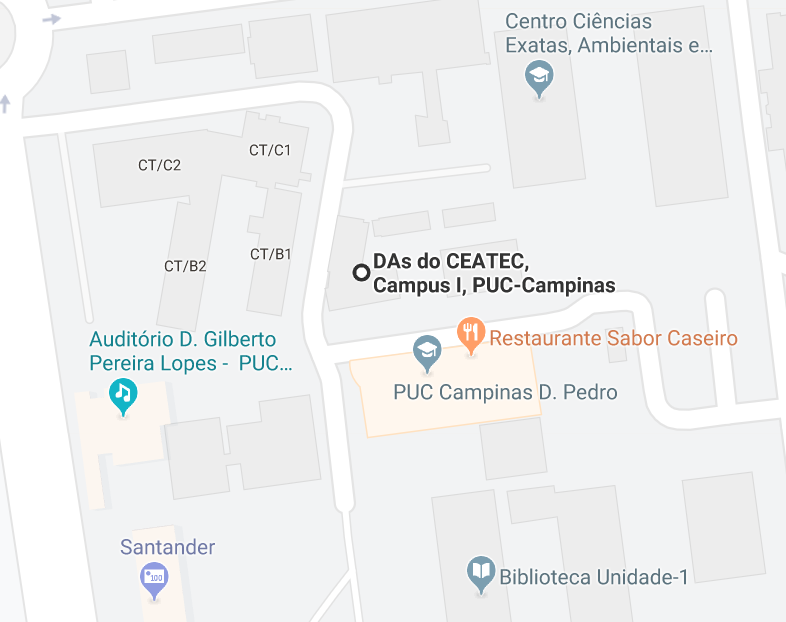 Centro Ciências
Exatas, Ambientais e...
CT/C1
CT/C2
DAs do CEATEC,
Campus I, PUC-Campinas
CT/B1
CT/B2
Auditório D. Gilberto
Pereira Lopes - PUC...
Restaurante Sabor Caseiro
PUC Campinas D. Pedro
Santander
100
Biblioteca Unidade-1